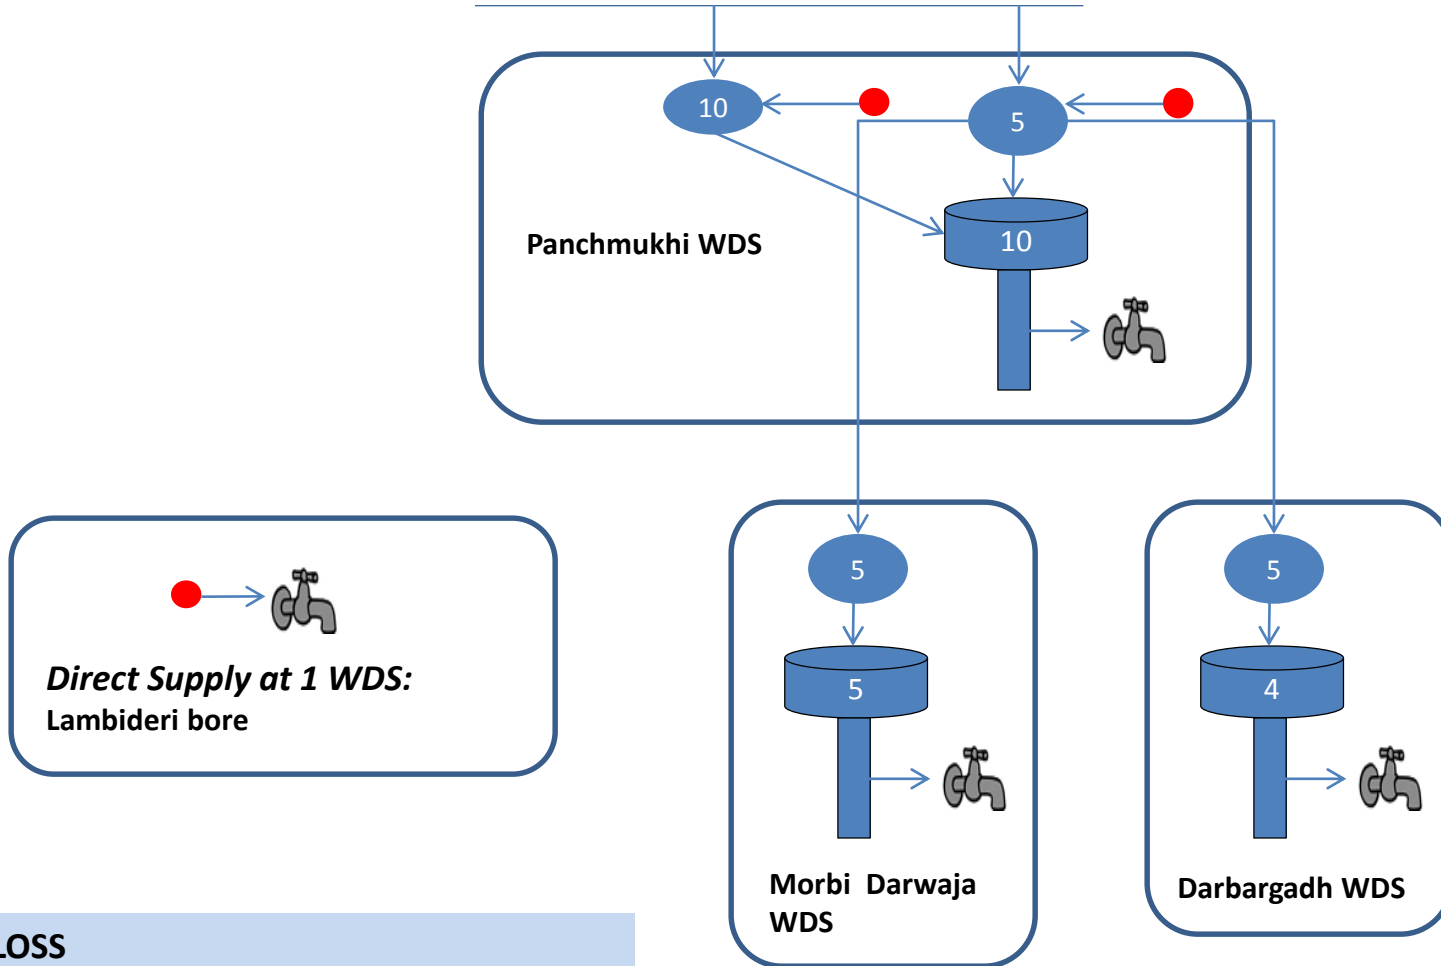 10
5
10
Panchmukhi WDS
5
5
Direct Supply at 1 WDS:
Lambideri bore
5
4
Morbi Darwaja
WDS
Darbargadh WDS
LOSS